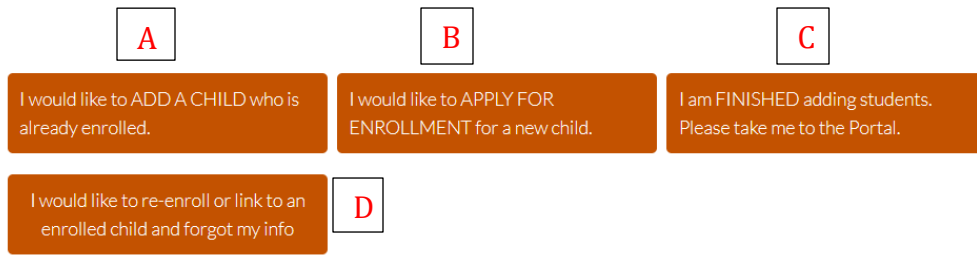 A
B
C
I would like to ADD A CHILD who is
already enrolled.
I would like to APPLY FOR
ENROLLMENT for a new child.
I am FINISHED adding students.
Please take me to the Portal.
I would like to re-enroll or link to an
enrolled child and forgot my info
D